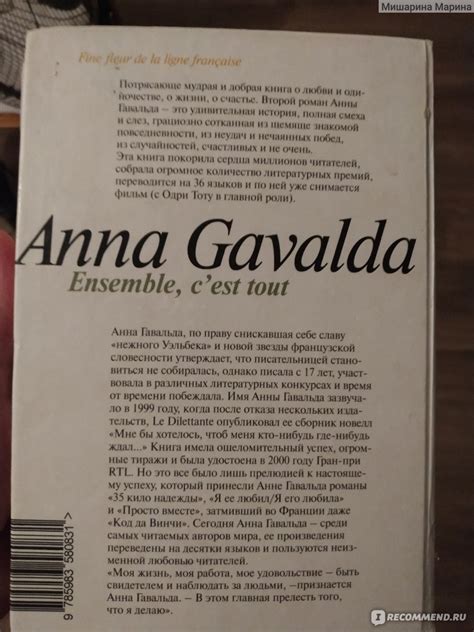 Мишарина Марина
Fine fleur de la ligne française
Потрясающе мудрая и добрая книга о любви и оди-
ночестве, о жизни, о счастье. Второй роман Анны
Гавальда – это удивительная история, полная смеха
и слез, грациозно сотканная из щемяще знакомой
повседневности, из неудач и нечаянных побед,
из случайностей, счастливых и не очень.
Эта книга покорила сердца миллионов читателей,
собрала огромное количество литературных премий,
переводится на 36 языков и по ней уже снимается
фильм (с Одри Тоту в главной роли).
Anna Gavalda
Ensemble, c'est tout
Анна Гавальда, по праву снискавшая себе славу
«нежного Уэльбека» и новой звезды французской
словесности утверждает, что писательницей стано-
виться не собиралась, однако писала с 17 лет, участ-
вовала в различных литературных конкурсах и время
от времени побеждала. Имя Анны Гавальда зазвуча-
ло в 1999 году, когда после отказа нескольких изда-
тельств, Le Dilettante опубликовал ее сборник новелл
«Мне бы хотелось, чтоб меня кто-нибудь где-нибудь
ждал...» Книга имела ошеломительный успех, огром-
ные тиражи и была удостоена в 2000 году Гран-при
RTL. Но это все было лишь прелюдией к настояще-
му успеху, который принесли Анне Гавальда романы
«35 кило надежды», «Я ее любил/Я его любила»
и «Просто вместе», затмивший во Франции даже
«Код да Винчи». Сегодня Анна Гавальда – среди
самых читаемых авторов мира, ее произведения
переведены на десятки языков и пользуются неиз-
менной любовью читателей.
«Моя жизнь, моя работа, мое удовольствие – быть
свидетелем и наблюдать за людьми, –признается
Анна Гавальда. – В этом главная прелесть того,
что я делаю».
9 785983 580831>
IRECOMMEND.RU